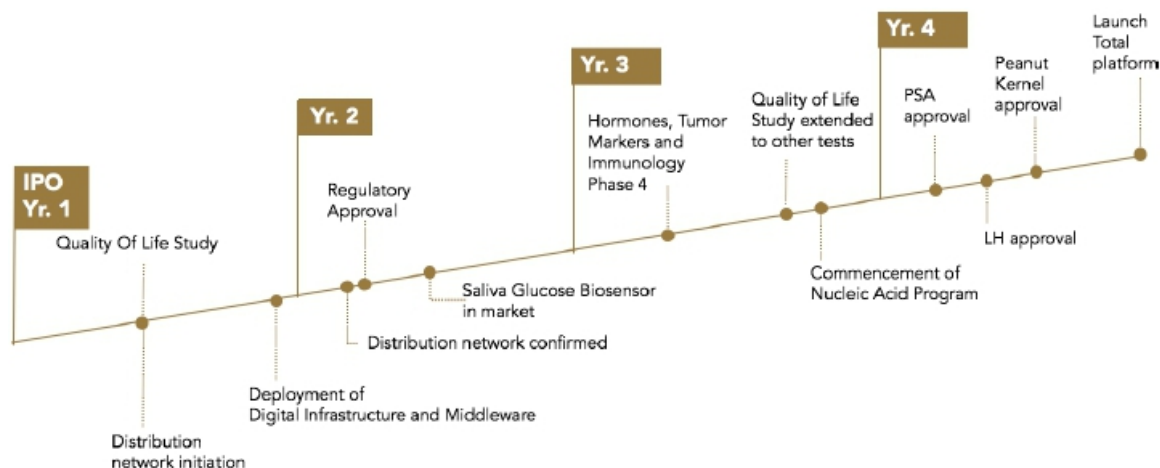 IPO
Yr. 1
Quality Of Life Study
Distribution
network initiation
Deployment of
Digital Infrastructure and Middleware
Yr. 2
Regulatory
Approval
Distribution network confirmed
Saliva Glucose Biosensor
in market
Yr. 3
Hormones, Tumor
Markers and
Immunology
Phase 4
Quality of Life
Study extended
to other tests
Commencement of
Nucleic Acid Program
Yr. 4
PSA
approval
LH approval
Peanut
Kernel
approval
Launch
Total
platform